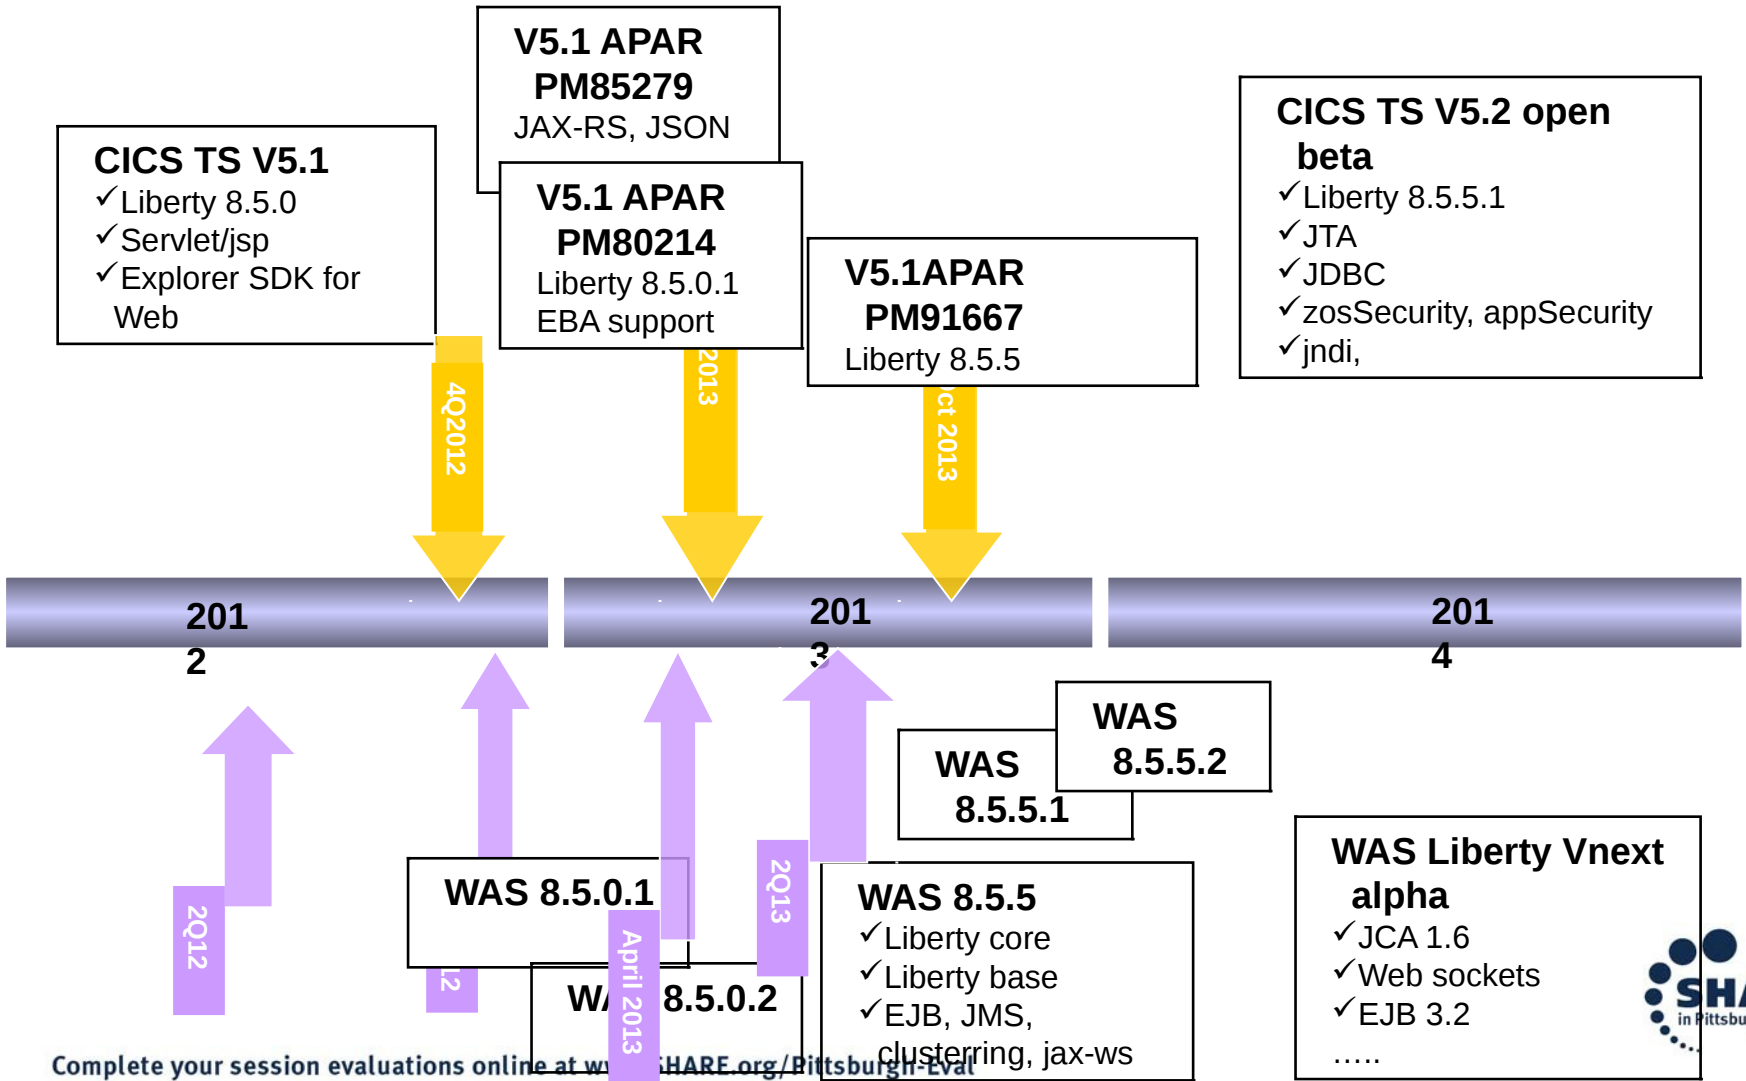 V5.1 APAR
PM85279
JAX-RS, JSON
CICS TS V5.1
✓Liberty 8.5.0
✓Servlet/jsp
✓Explorer SDK for
Web
V5.1 APAR
PM80214
Liberty 8.5.0.1
EBA support
V5.1APAR
PM91667
Liberty 8.5.5
CICS TS V5.2 open
beta
✓Liberty 8.5.5.1
✓JTA
✓JDBC
✓zosSecurity, appSecurity
✓jndi,
4Q2012
2013
Oct 2013
201
2
201
3
201
4
2Q12
12
April 2013
2Q13
WAS 8.5.0.1
8.5.0.2
WAS
8.5.5.1
WAS
8.5.5.2
WAS 8.5.5
✓Liberty core
✓Liberty base
✓EJB, JMS,
clusterring, jax-ws
WAS Liberty Vnext
alpha
✓JCA 1.6
✓Web sockets
✓EJB 3.2
.....
in Pittsbu
Complete your session evaluations online at SHARE.org/Pittsburgh-Eval